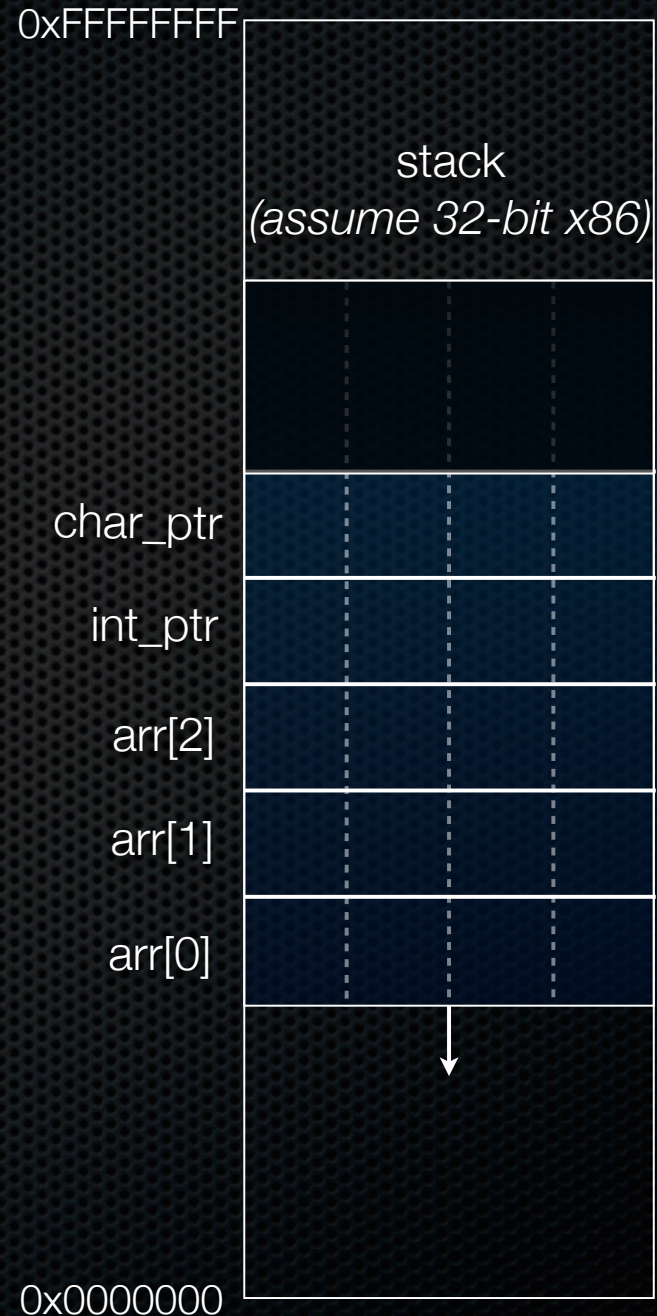 0xFFFFFFFF
stack
(assume 32-bit x86)
char_ptr
int_ptr
arr[2]
arr[1]
arr[0]
0x0000000